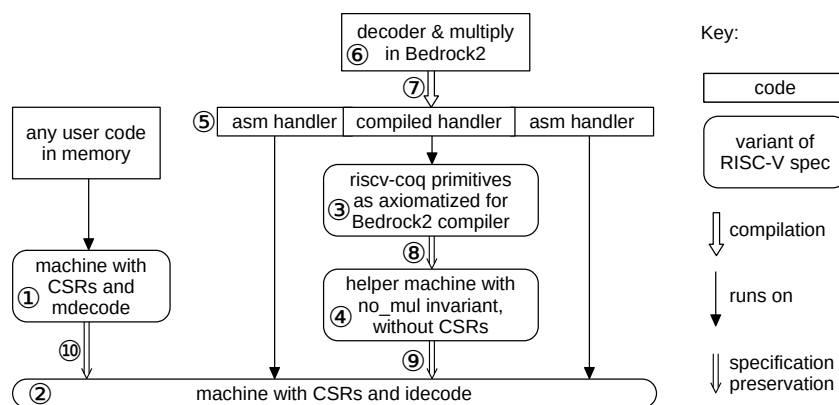 decoder & multiply
⑥ in Bedrock2
⑦
⑤ asm handler compiled handler asm handler
any user code
in memory
riscv-coq primitives
③ as axiomatized for
Bedrock2 compiler
⑧
machine with
① CSRs and
mdecode
helper machine with
④ no_mul invariant,
without CSRs
⑩
⑨
② machine with CSRs and idecode
Key:
code
variant of
RISC-V spec
compilation
runs on
specification
preservation